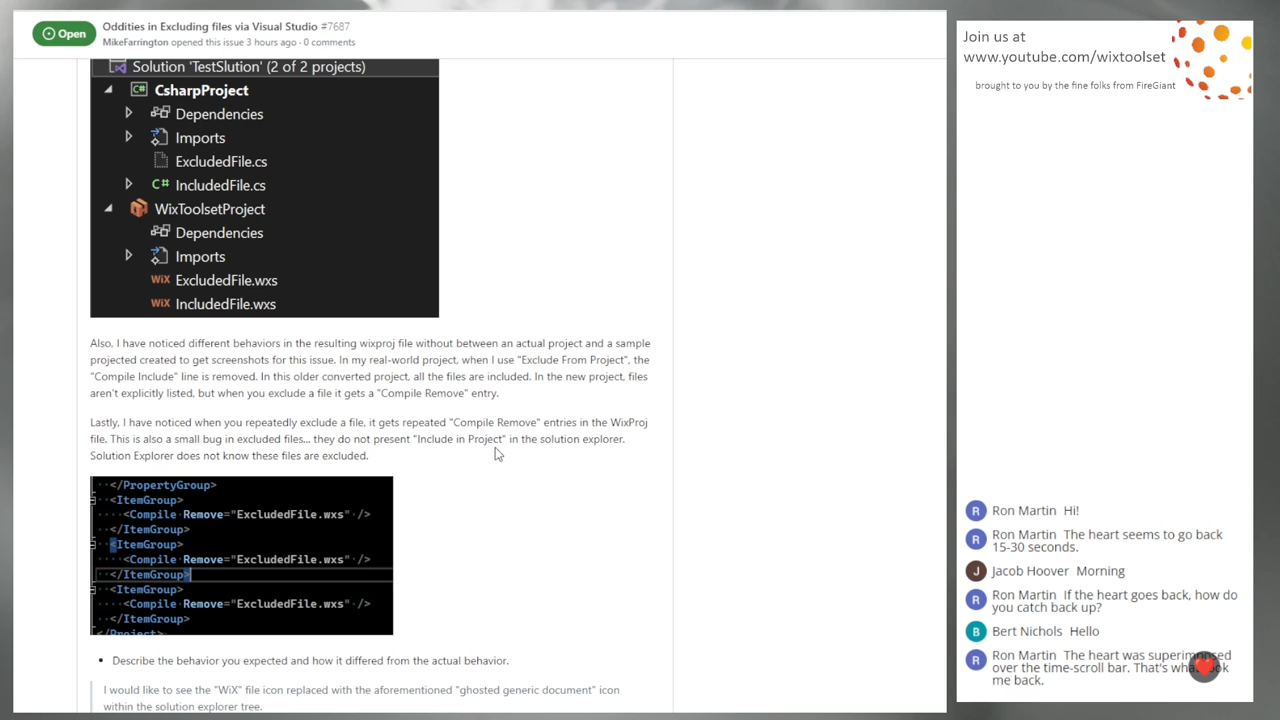 Open
Oddities in Excluding files via Visual Studio #7687
MikeFarrington opened this issue 3 hours ago · 0 comments
Solution 'TestSlution' (2 of 2 projects)
C# CsharpProject
Dependencies
Imports
ExcludedFile.cs
C# IncludedFile.cs
WixToolsetProject
Dependencies
Imports
WiX ExcludedFile.wxs
WiX IncludedFile.wxs
Also, I have noticed different behaviors in the resulting wixproj file without between an actual project and a sample
projected created to get screenshots for this issue. In my real-world project, when I use "Exclude From Project", the
"Compile Include" line is removed. In this older converted project, all the files are included. In the new project, files
aren't explicitly listed, but when you exclude a file it gets a "Compile Remove" entry.
Lastly, I have noticed when you repeatedly exclude a file, it gets repeated "Compile Remove" entries in the WixProj
file. This is also a small bug in excluded files... they do not present "Include in Project" in the solution explorer.
Solution Explorer does not know these files are excluded.
</PropertyGroup>
<ItemGroup>
<Compile Remove="ExcludedFile.wxs" />
</ItemGroup>
<ItemGroup>
<Compile Remove="ExcludedFile.wxs" />
</ItemGroup>
<ItemGroup>
<Compile Remove="ExcludedFile.wxs" />
</ItemGroup>
</Project>
• Describe the behavior you expected and how it differed from the actual behavior.
I would like to see the "WiX" file icon replaced with the aforementioned "ghosted generic document" icon
within the solution explorer tree.
Join us at
www.youtube.com/wixtoolset
brought to you by the fine folks from FireGiant
R Ron Martin Hi!
R Ron Martin The heart seems to go back
15-30 seconds.
J Jacob Hoover Morning
R Ron Martin If the heart goes back, how do
you catch back up?
B Bert Nichols Hello
R Ron Martin The heart was superimposed
over the time-scroll bar. That's what took
me back.